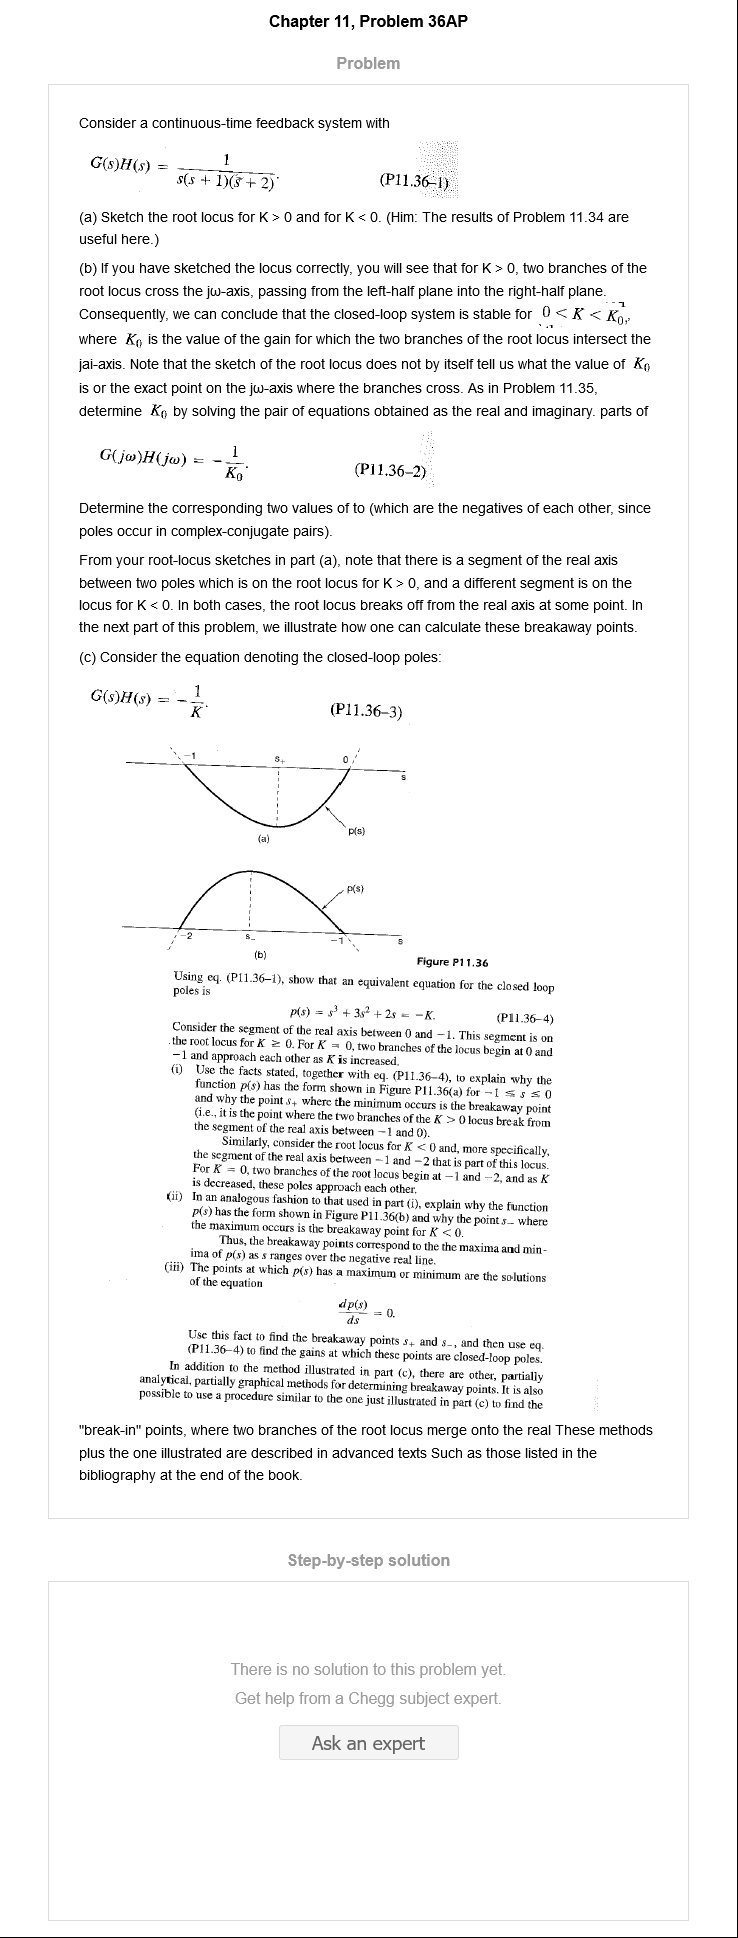 Chapter 11, Problem 36AP
Problem
Consider a continuous-time feedback system with
G(s)H(s) = 1 / s(s + 1)(s + 2).
(P11.36–1)
(a) Sketch the root locus for K > 0 and for K < 0. (Him: The results of Problem 11.34 are
useful here.)
(b) If you have sketched the locus correctly, you will see that for K > 0, two branches of the
root locus cross the jω-axis, passing from the left-half plane into the right-half plane.
Consequently, we can conclude that the closed-loop system is stable for 0 < K < K₀,
where K₀ is the value of the gain for which the two branches of the root locus intersect the
jai-axis. Note that the sketch of the root locus does not by itself tell us what the value of K₀
is or the exact point on the jω-axis where the branches cross. As in Problem 11.35,
determine K₀ by solving the pair of equations obtained as the real and imaginary. parts of
G(jω)H(jω) = – 1 / K₀.
(P11.36–2)
Determine the corresponding two values of to (which are the negatives of each other, since
poles occur in complex-conjugate pairs).
From your root-locus sketches in part (a), note that there is a segment of the real axis
between two poles which is on the root locus for K > 0, and a different segment is on the
locus for K < 0. In both cases, the root locus breaks off from the real axis at some point. In
the next part of this problem, we illustrate how one can calculate these breakaway points.
(c) Consider the equation denoting the closed-loop poles:
G(s)H(s) = – 1 / K.
(P11.36–3)
–1 s₊ 0
s
p(s)
(a)
p(s)
–2 s₋ –1 s
(b)
Figure P11.36
Using eq. (P11.36–1), show that an equivalent equation for the closed loop
poles is
p(s) = s³ + 3s² + 2s = –K. (P11.36–4)
Consider the segment of the real axis between 0 and –1. This segment is on
the root locus for K ≥ 0. For K = 0, two branches of the locus begin at 0 and
–1 and approach each other as K is increased.
(i) Use the facts stated, together with eq. (P11.36–4), to explain why the
function p(s) has the form shown in Figure P11.36(a) for –1 ≤ s ≤ 0
and why the point s₊ where the minimum occurs is the breakaway point
(i.e., it is the point where the two branches of the K > 0 locus break from
the segment of the real axis between –1 and 0).
Similarly, consider the root locus for K < 0 and, more specifically,
the segment of the real axis between –1 and –2 that is part of this locus.
For K = 0, two branches of the root locus begin at –1 and –2, and as K
is decreased, these poles approach each other.
(ii) In an analogous fashion to that used in part (i), explain why the function
p(s) has the form shown in Figure P11.36(b) and why the point s₋ where
the maximum occurs is the breakaway point for K < 0.
Thus, the breakaway points correspond to the the maxima and min-
ima of p(s) as s ranges over the negative real line.
(iii) The points at which p(s) has a maximum or minimum are the solutions
of the equation
dp(s) / ds = 0.
Use this fact to find the breakaway points s₊ and s₋, and then use eq.
(P11.36–4) to find the gains at which these points are closed-loop poles.
In addition to the method illustrated in part (c), there are other, partially
analytical, partially graphical methods for determining breakaway points. It is also
possible to use a procedure similar to the one just illustrated in part (c) to find the
"break-in" points, where two branches of the root locus merge onto the real These methods
plus the one illustrated are described in advanced texts Such as those listed in the
bibliography at the end of the book.
Step-by-step solution
There is no solution to this problem yet.
Get help from a Chegg subject expert.
Ask an expert